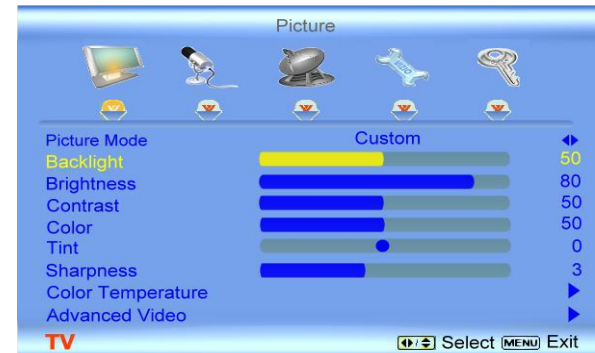 Picture
Picture Mode Custom
Backlight 50
Brightness 80
Contrast 50
Color 50
Tint 0
Sharpness 3
Color Temperature
Advanced Video
TV Select MENU Exit